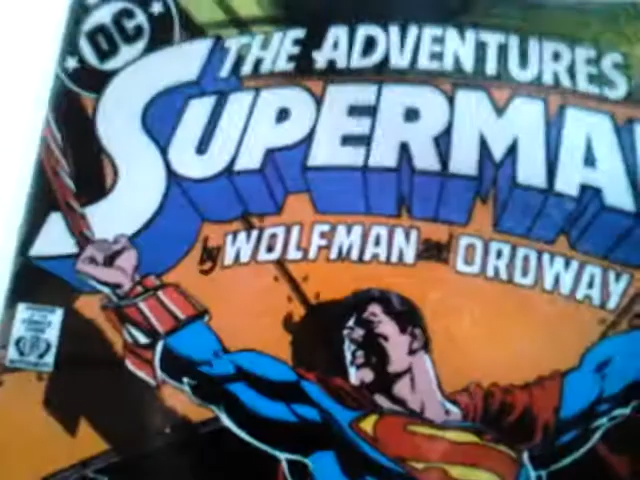 DC
THE ADVENTURES
SUPERMA
by WOLFMAN and ORDWAY